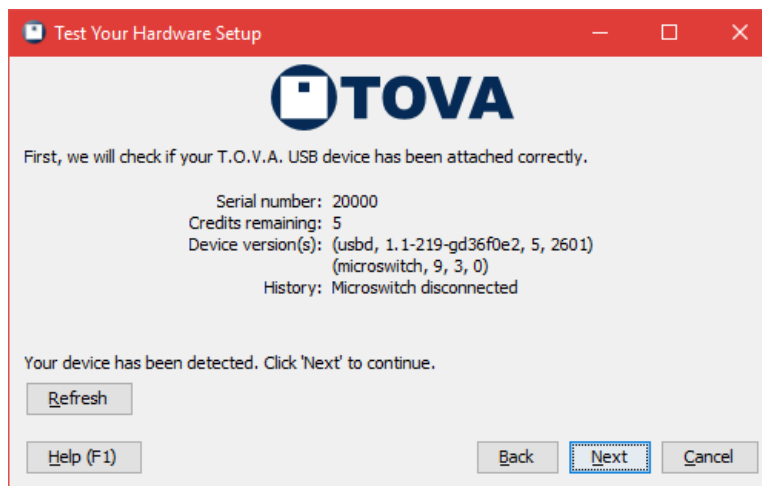 Test Your Hardware Setup
TOVA
First, we will check if your T.O.V.A. USB device has been attached correctly.
Serial number: 20000
Credits remaining: 5
Device version(s): (usbd, 1.1-219-gd36f0e2, 5, 2601)
(microswitch, 9, 3, 0)
History: Microswitch disconnected
Your device has been detected. Click 'Next' to continue.
Refresh
Help (F1) Back Next Cancel